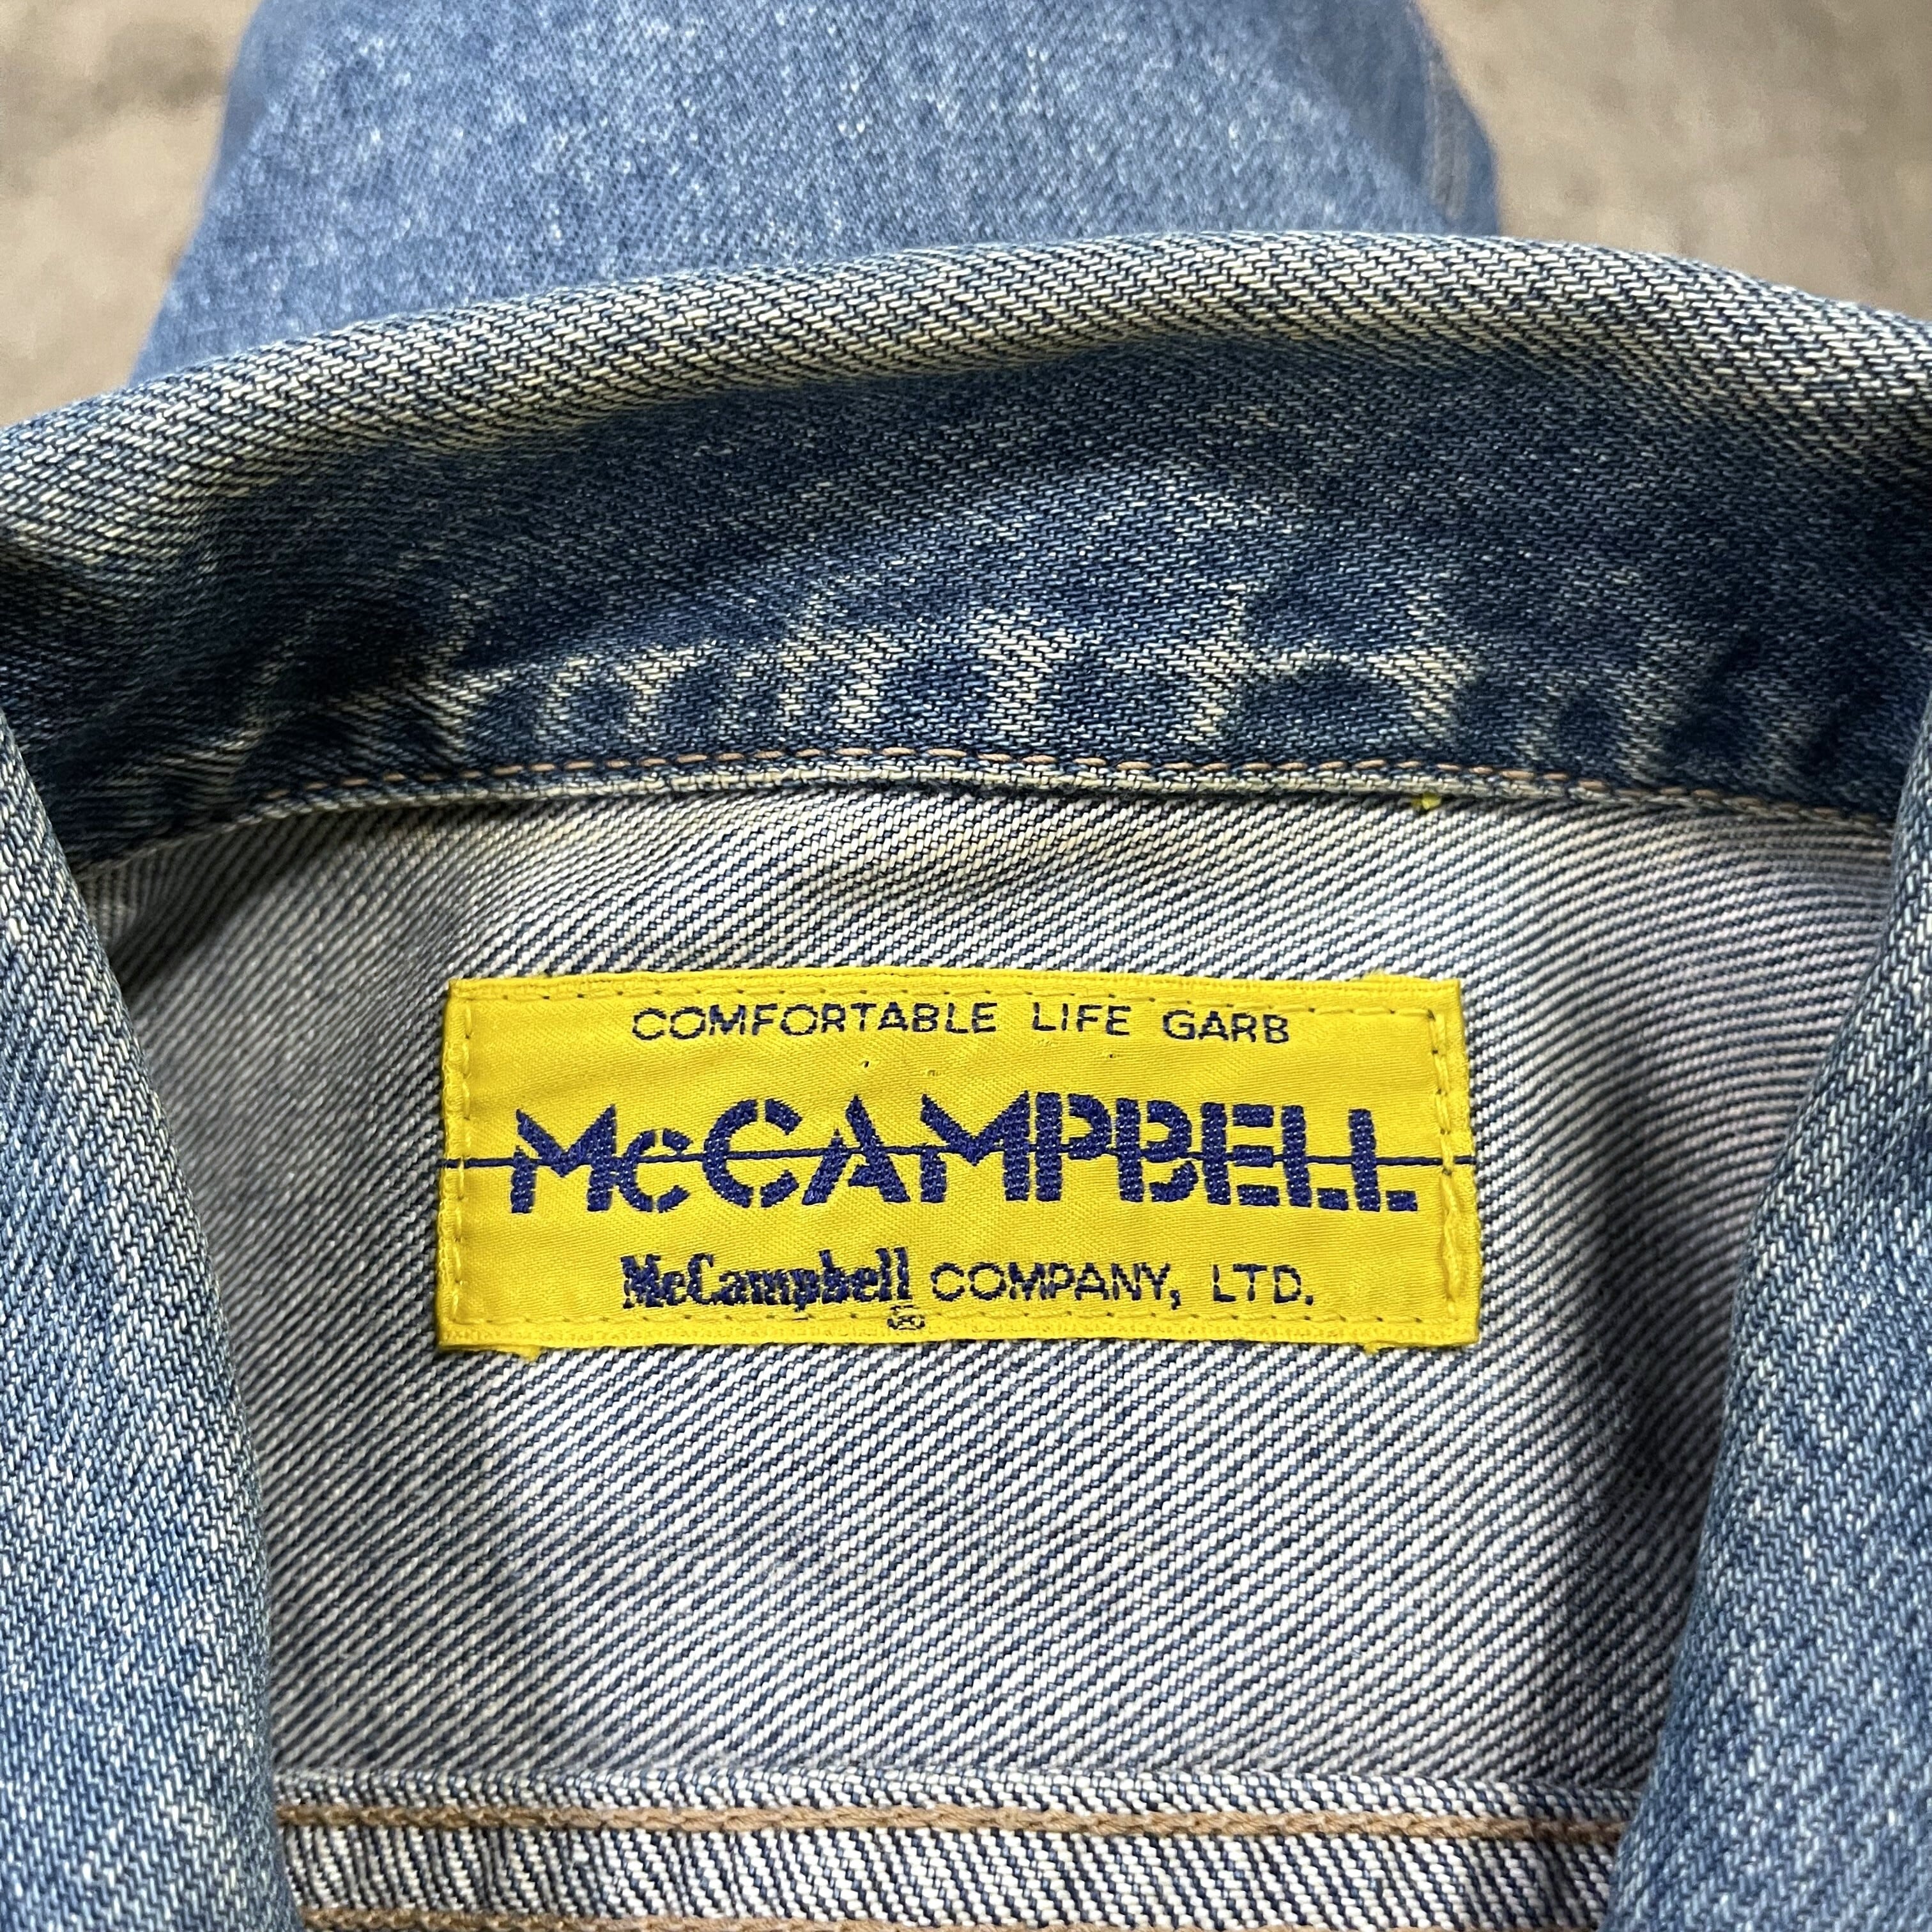 COMFORTABLE LIFE GARB
McCAMPBELL
McCampbell COMPANY, LTD.
®